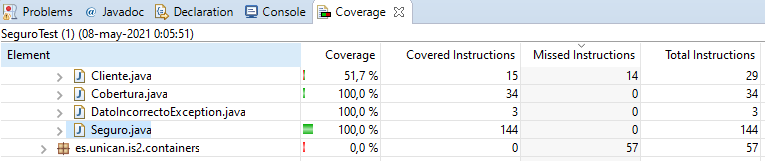 Problems @ Javadoc Declaration Console Coverage
SeguroTest (1) (08-may-2021 0:05:51)
Element Coverage Covered Instructions Missed Instructions Total Instructions
Cliente.java 51,7 % 15 14 29
Cobertura.java 100,0 % 34 0 34
DatoIncorrectoException.java 100,0 % 3 0 3
Seguro.java 100,0 % 144 0 144
es.unican.is2.containers 0,0 % 0 57 57